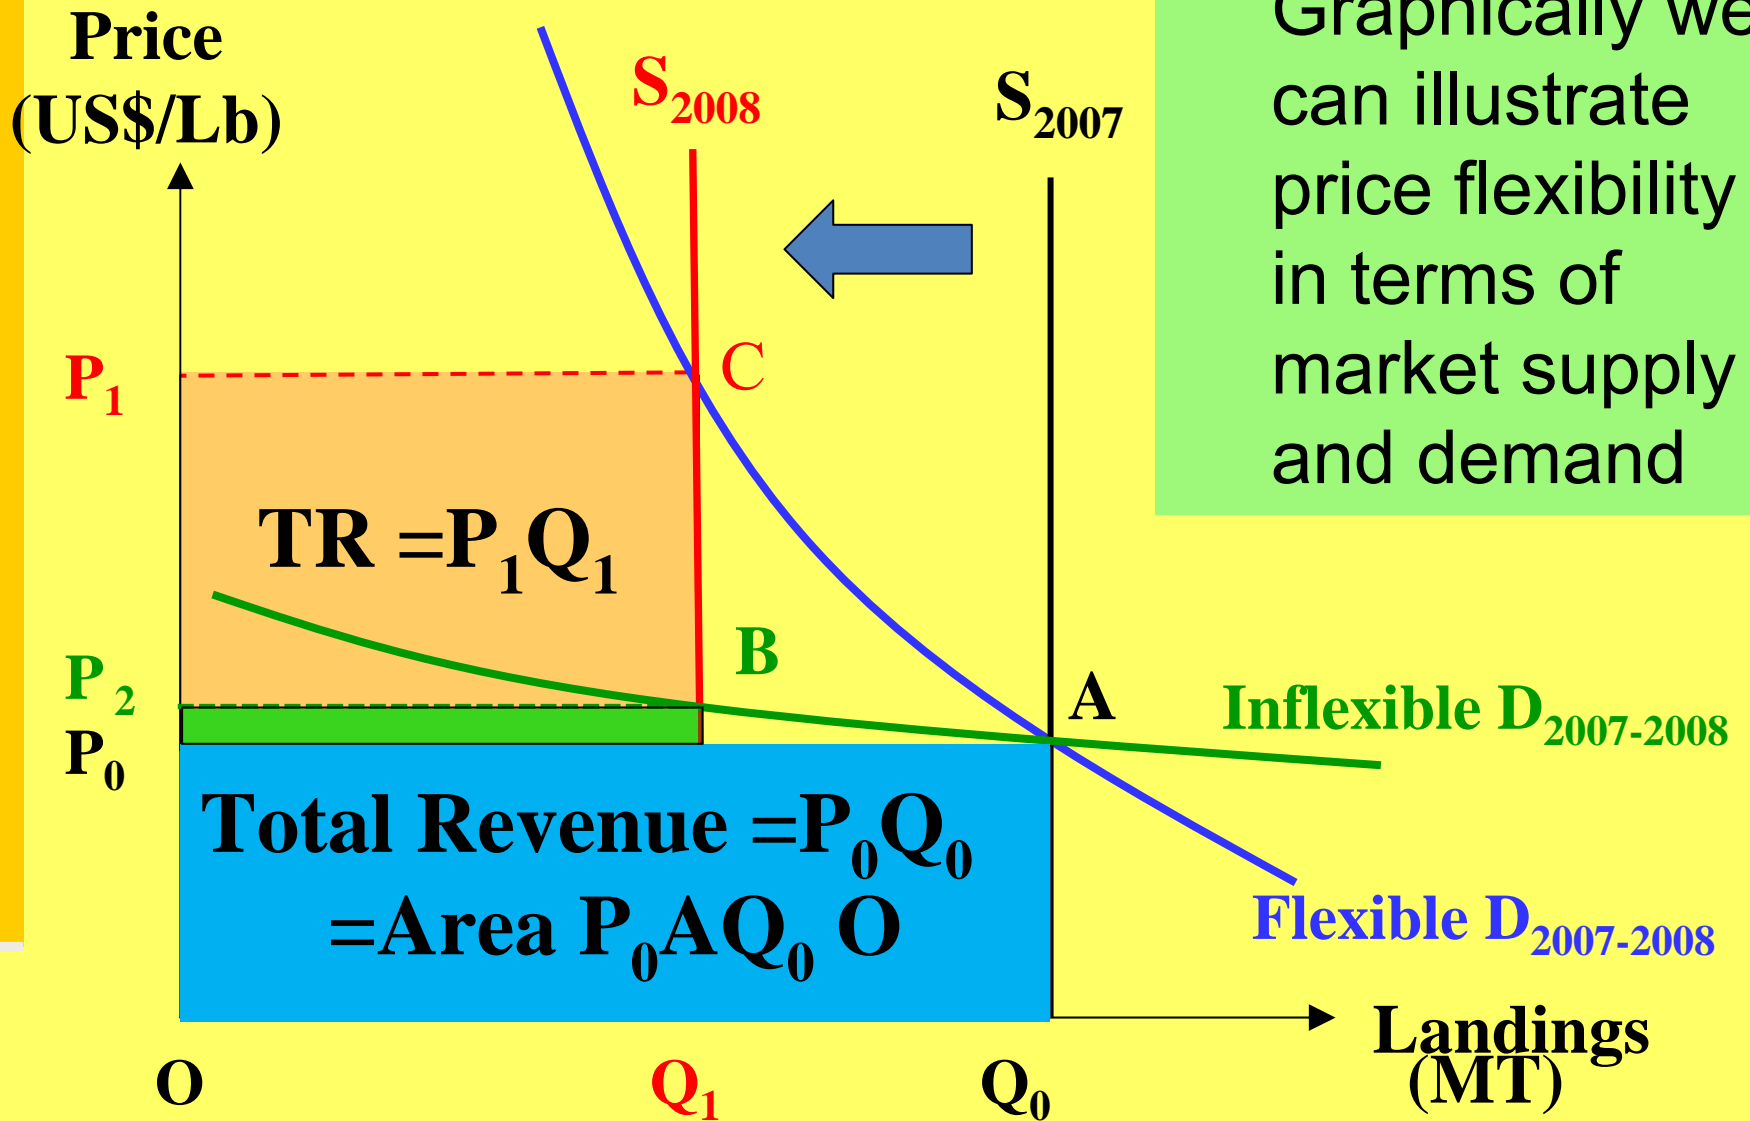 Price
(US$/Lb)
S2008
S2007
Graphically we
can illustrate
price flexibility
in terms of
market supply
and demand
P1
C
TR =P1Q1
P2
B
A
Inflexible D2007-2008
P0
Total Revenue =P0Q0
=Area P0AQ0 O
Flexible D2007-2008
Landings
(MT)
O
Q1
Q0